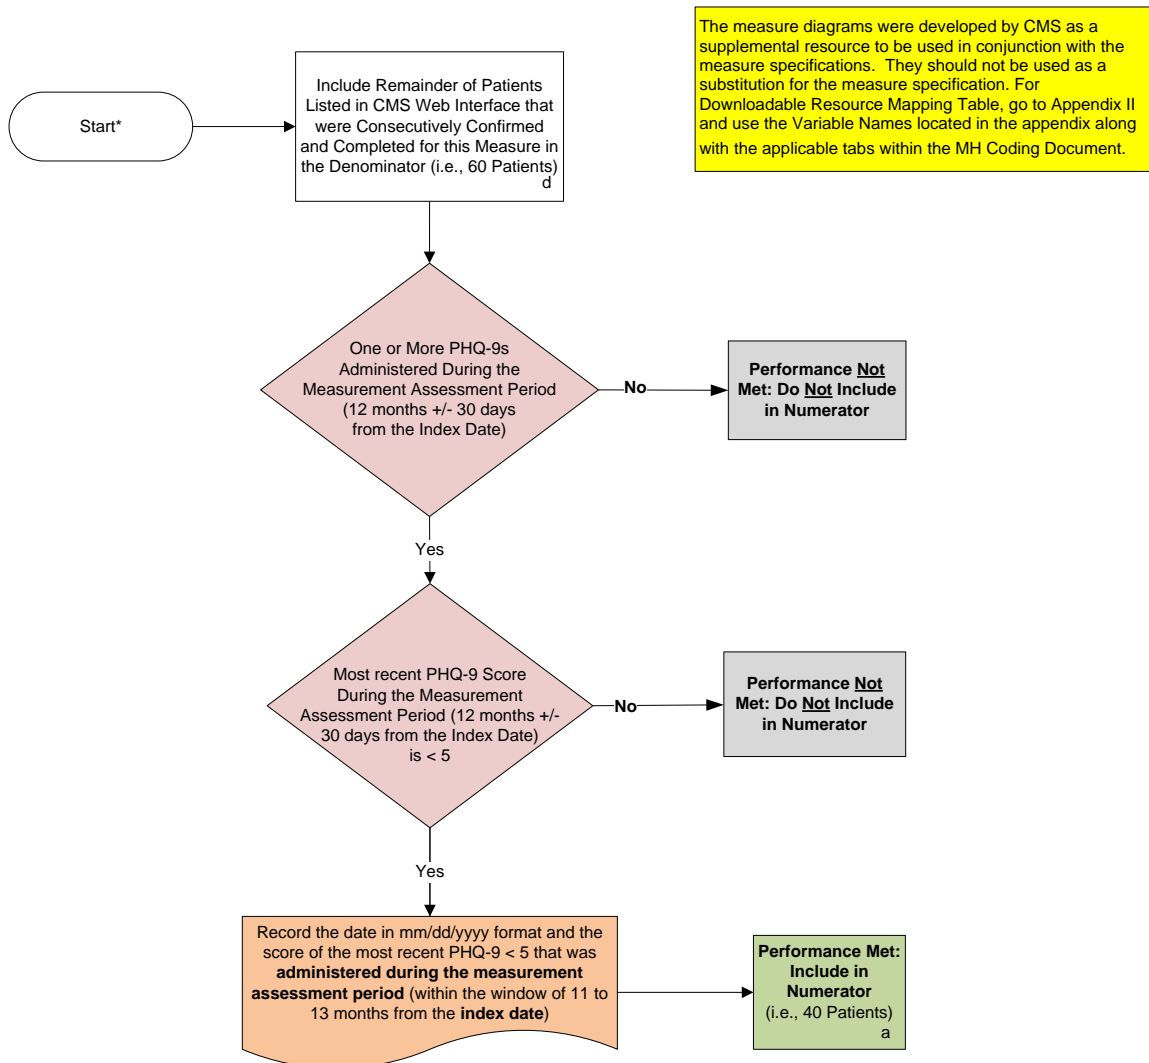 The measure diagrams were developed by CMS as a
supplemental resource to be used in conjunction with the
measure specifications. They should not be used as a
substitution for the measure specification. For
Downloadable Resource Mapping Table, go to Appendix II
and use the Variable Names located in the appendix along
with the applicable tabs within the MH Coding Document.
Start*
Include Remainder of Patients
Listed in CMS Web Interface that
were Consecutively Confirmed
and Completed for this Measure in
the Denominator (i.e., 60 Patients)
d
One or More PHQ-9s
Administered During the
Measurement Assessment Period
(12 months +/- 30 days
from the Index Date)
No
Performance Not
Met: Do Not Include
in Numerator
Yes
Most recent PHQ-9 Score
During the Measurement
Assessment Period (12 months +/-
30 days from the Index Date)
is < 5
No
Performance Not
Met: Do Not Include
in Numerator
Yes
Record the date in mm/dd/yyyy format and the
score of the most recent PHQ-9 < 5 that was
administered during the measurement
assessment period (within the window of 11 to
13 months from the index date)
Performance Met:
Include in
Numerator
(i.e., 40 Patients)
a